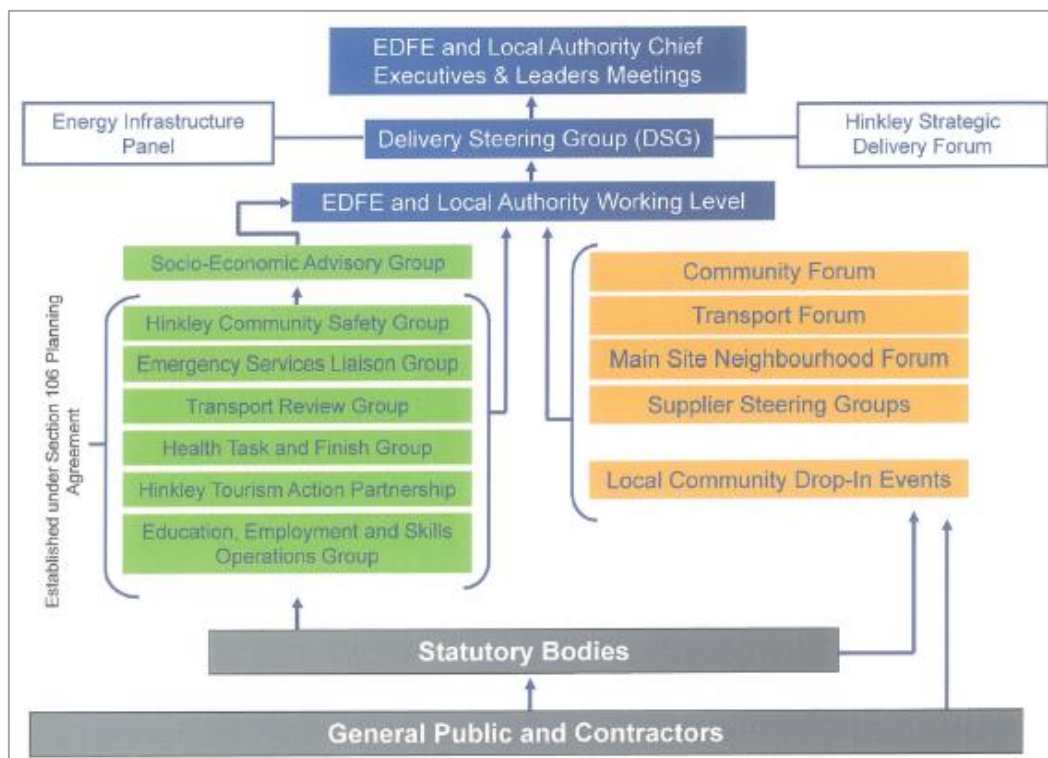 EDFE and Local Authority Chief
Executives & Leaders Meetings
Energy Infrastructure
Panel
Delivery Steering Group (DSG)
Hinkley Strategic
Delivery Forum
EDFE and Local Authority Working Level
Socio-Economic Advisory Group
Hinkley Community Safety Group
Emergency Services Liaison Group
Transport Review Group
Health Task and Finish Group
Hinkley Tourism Action Partnership
Education, Employment and Skills
Operations Group
Established under Section 106 Planning
Agreement
Community Forum
Transport Forum
Main Site Neighbourhood Forum
Supplier Steering Groups
Local Community Drop-In Events
Statutory Bodies
General Public and Contractors